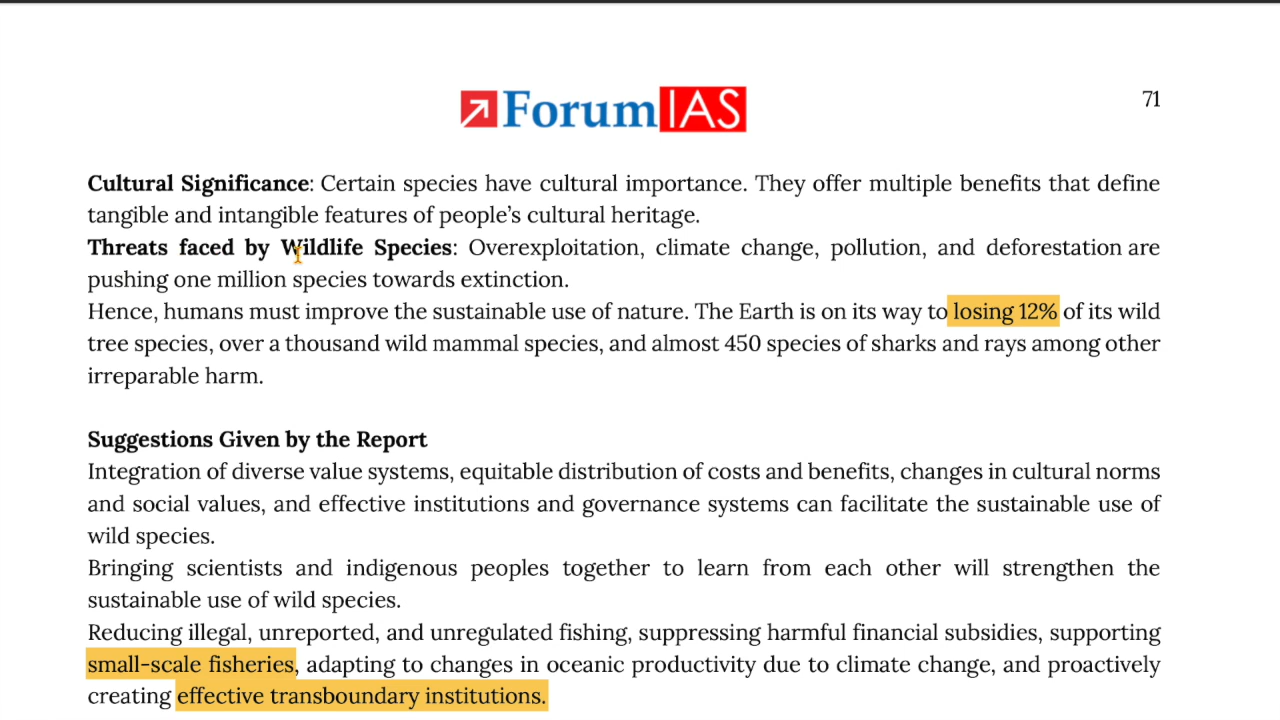 ForumIAS
71
Cultural Significance: Certain species have cultural importance. They offer multiple benefits that define
tangible and intangible features of people's cultural heritage.
Threats faced by Wildlife Species: Overexploitation, climate change, pollution, and deforestation are
pushing one million species towards extinction.
Hence, humans must improve the sustainable use of nature. The Earth is on its way to losing 12% of its wild
tree species, over a thousand wild mammal species, and almost 450 species of sharks and rays among other
irreparable harm.
Suggestions Given by the Report
Integration of diverse value systems, equitable distribution of costs and benefits, changes in cultural norms
and social values, and effective institutions and governance systems can facilitate the sustainable use of
wild species.
Bringing scientists and indigenous peoples together to learn from each other will strengthen the
sustainable use of wild species.
Reducing illegal, unreported, and unregulated fishing, suppressing harmful financial subsidies, supporting
small-scale fisheries, adapting to changes in oceanic productivity due to climate change, and proactively
creating effective transboundary institutions.